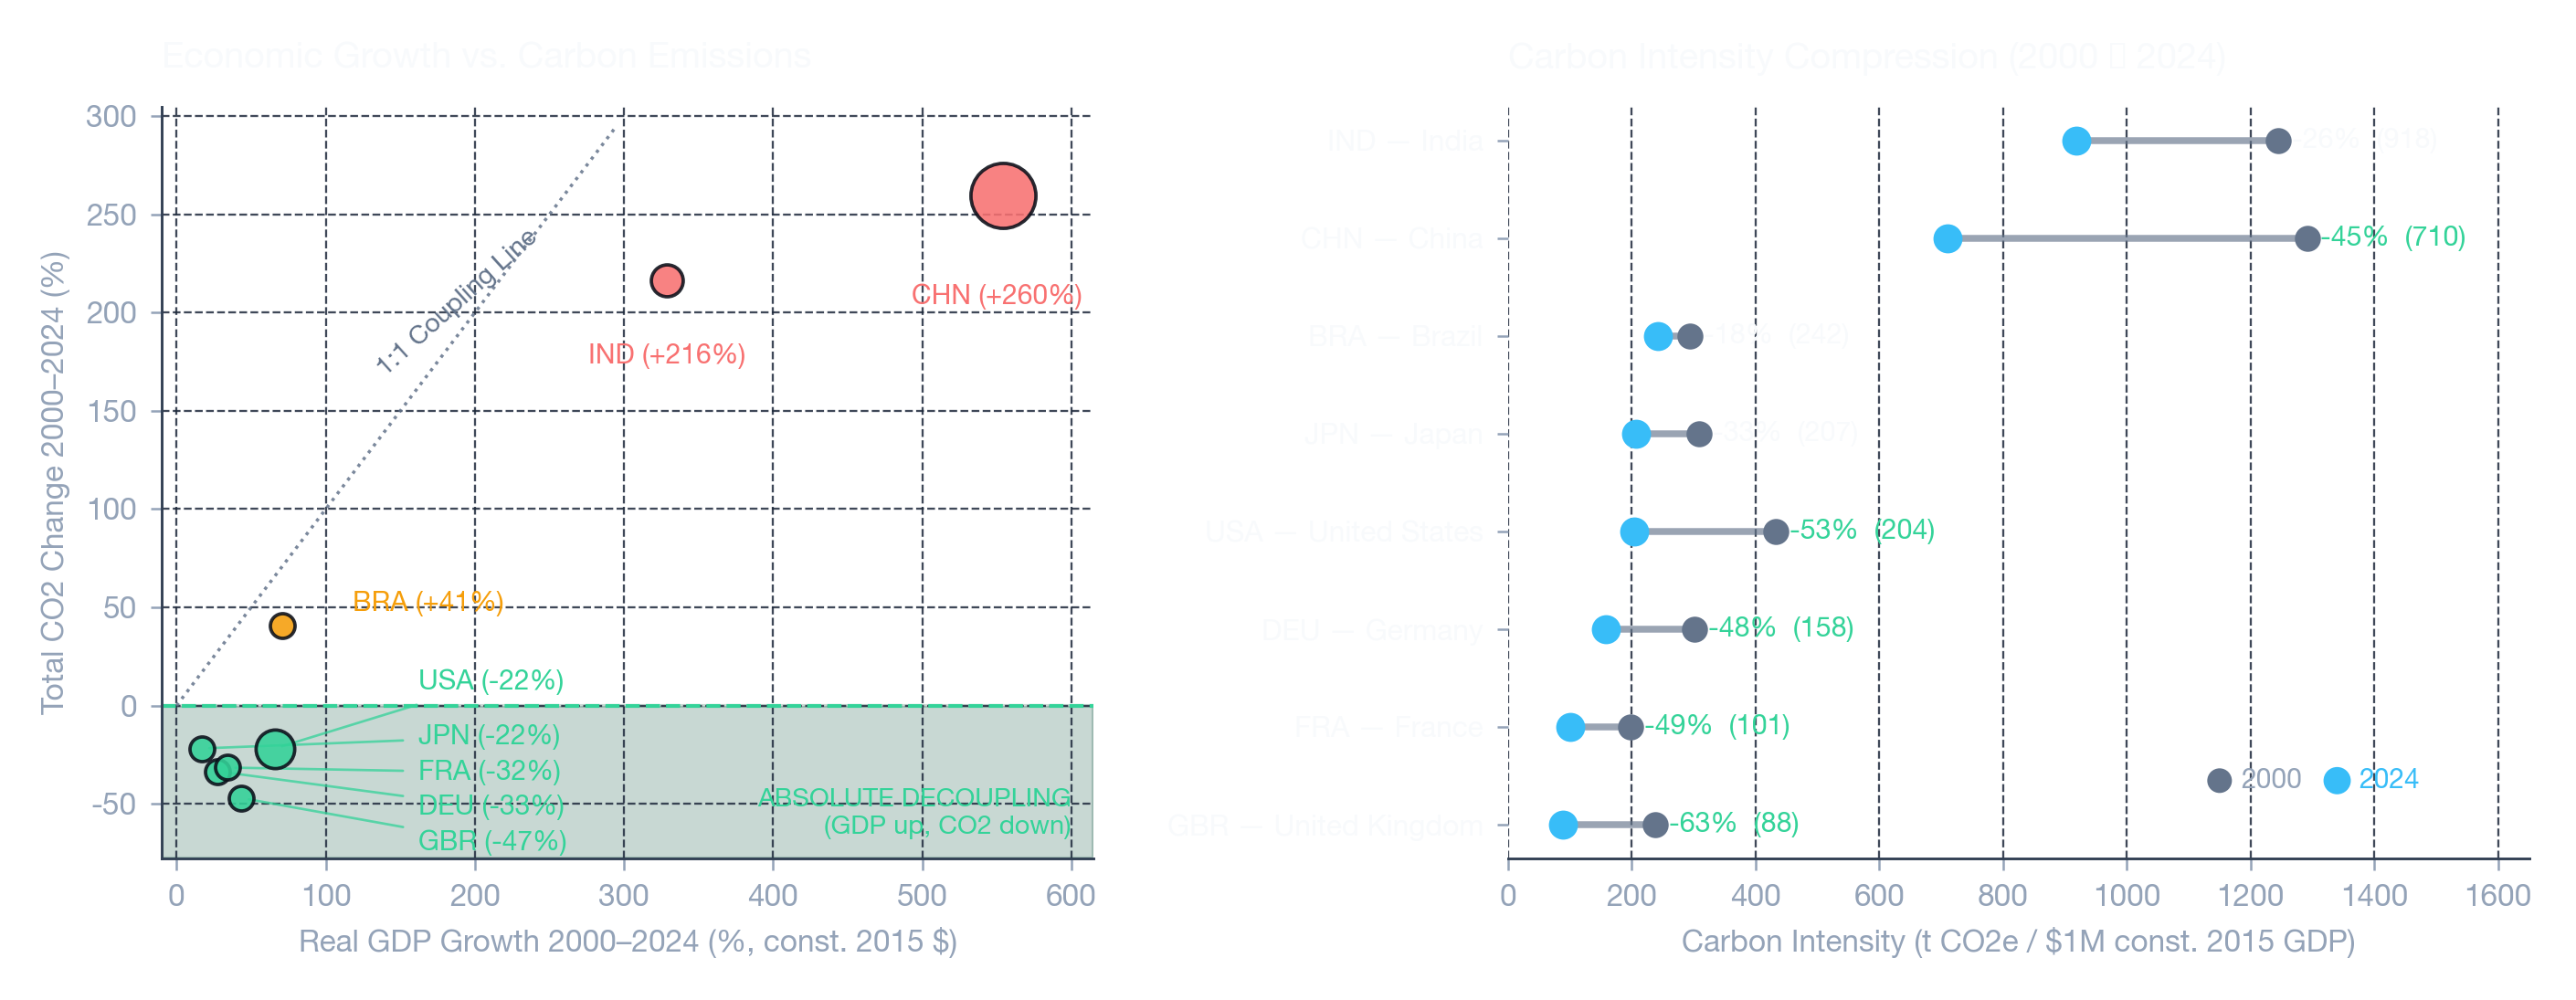 Economic Growth vs. Carbon Emissions
300
250
200
150
100
50
0
-50
Total CO2 Change 2000–2024 (%)
1:1 Coupling Line
CHN (+260%)
IND (+216%)
BRA (+41%)
USA (-22%)
JPN (-22%)
FRA (-32%)
DEU (-33%)
GBR (-47%)
ABSOLUTE DECOUPLING
(GDP up, CO2 down)
0 100 200 300 400 500 600
Real GDP Growth 2000–2024 (%, const. 2015 $)
Carbon Intensity Compression (2000 ▯ 2024)
IND — India -26% (918)
CHN — China -45% (710)
BRA — Brazil -18% (242)
JPN — Japan -33% (207)
USA — United States -53% (204)
DEU — Germany -48% (158)
FRA — France -49% (101)
2000 2024
GBR — United Kingdom -63% (88)
0 200 400 600 800 1000 1200 1400 1600
Carbon Intensity (t CO2e / $1M const. 2015 GDP)